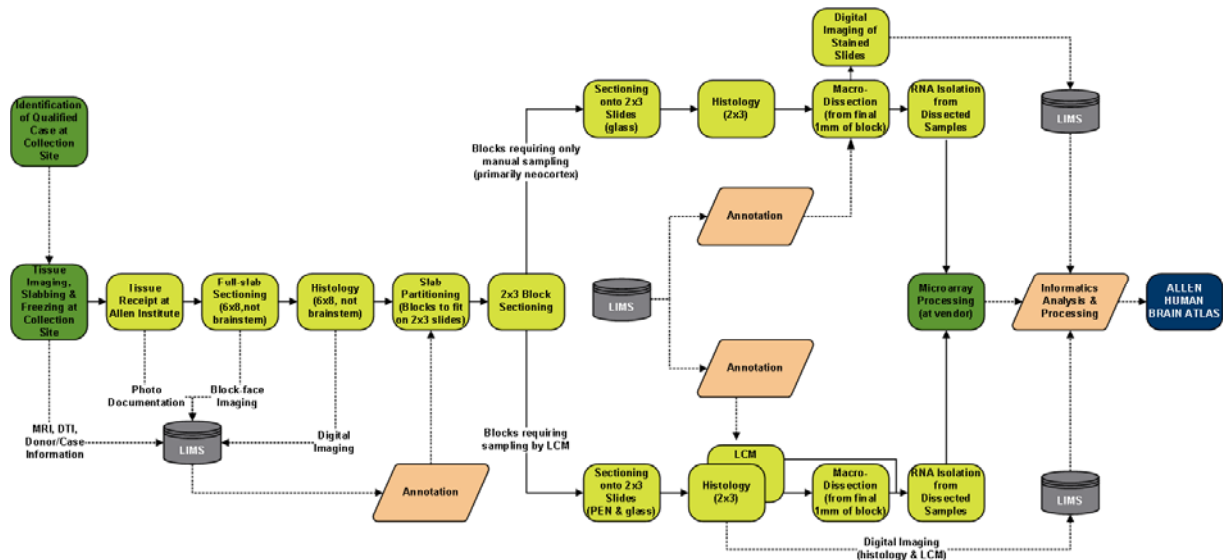 Digital
Imaging of
Stained
Slides
Identification
of Qualified
Case at
Collection
Site
Sectioning
onto 2x3
Slides
(glass)
Histology
(2x3)
Macro-
Dissection
(from final
1mm of block)
RNA Isolation
from
Dissected
Samples
LIMS
Blocks requiring only
manual sampling
(primarily neocortex)
Annotation
Tissue
Imaging,
Slabbing &
Freezing at
Collection
Site
Tissue
Receipt at
Allen Institute
Full-slab
Sectioning
(6x8,not
brainstem)
Histology
(6x8, not
brainstem)
Slab
Partitioning
(Blocks to fit
on 2x3 slides)
2x3 Block
Sectioning
LIMS
Microarray
Processing
(at vendor)
Informatics
Analysis &
Processing
ALLEN
HUMAN
BRAIN ATLAS
Annotation
Photo
Documentation
Block-face
Imaging
MRI, DTI,
Donor/Case
Information
LIMS
Digital
Imaging
Blocks requiring
sampling by LCM
Annotation
Sectioning
onto 2x3
Slides
(PEN & glass)
LCM
Histology
(2x3)
Macro-
Dissection
(from final
1mm of block)
RNA Isolation
from
Dissected
Samples
LIMS
Digital Imaging
(histology & LCM)